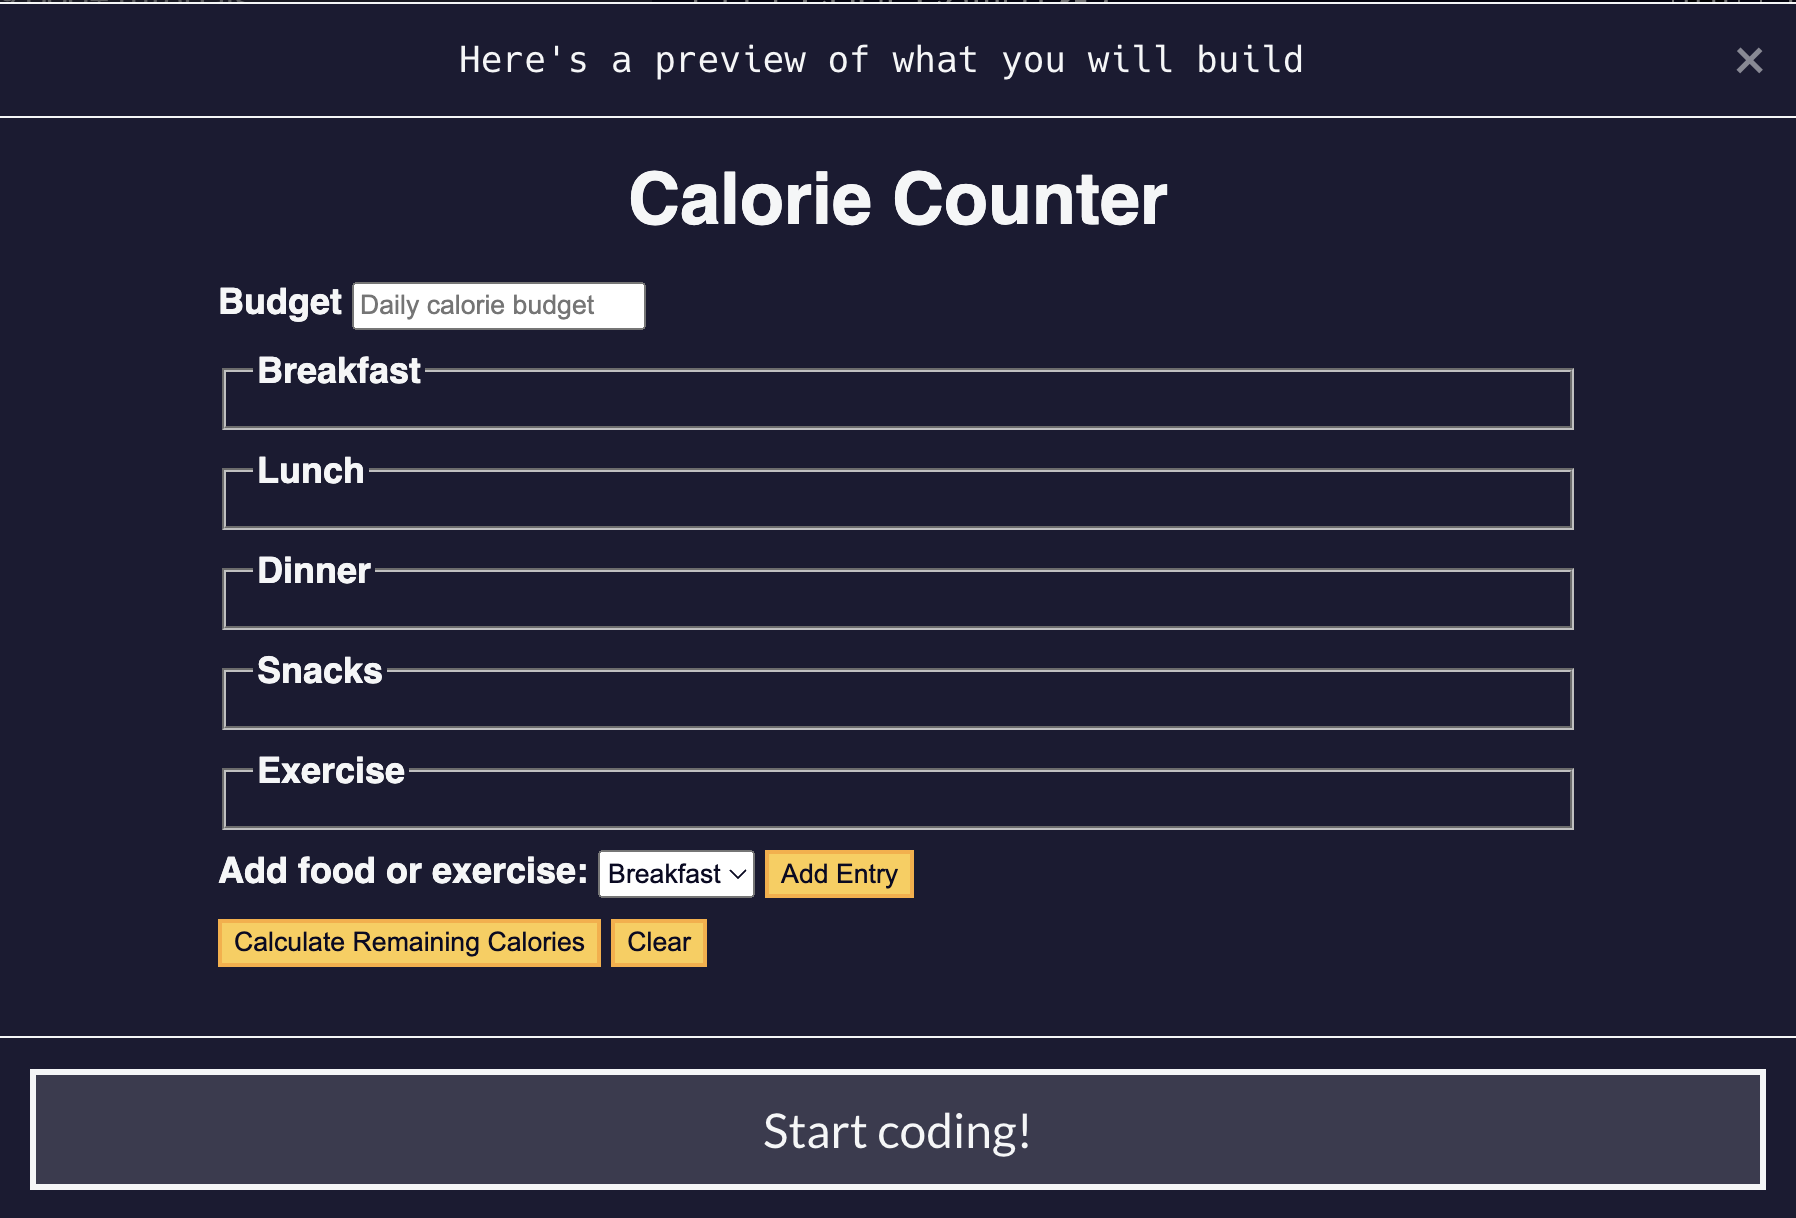 Here's a preview of what you will build
×
Calorie Counter
Budget Daily calorie budget
Breakfast
Lunch
Dinner
Snacks
Exercise
Add food or exercise: Breakfast Add Entry
Calculate Remaining Calories Clear
Start coding!